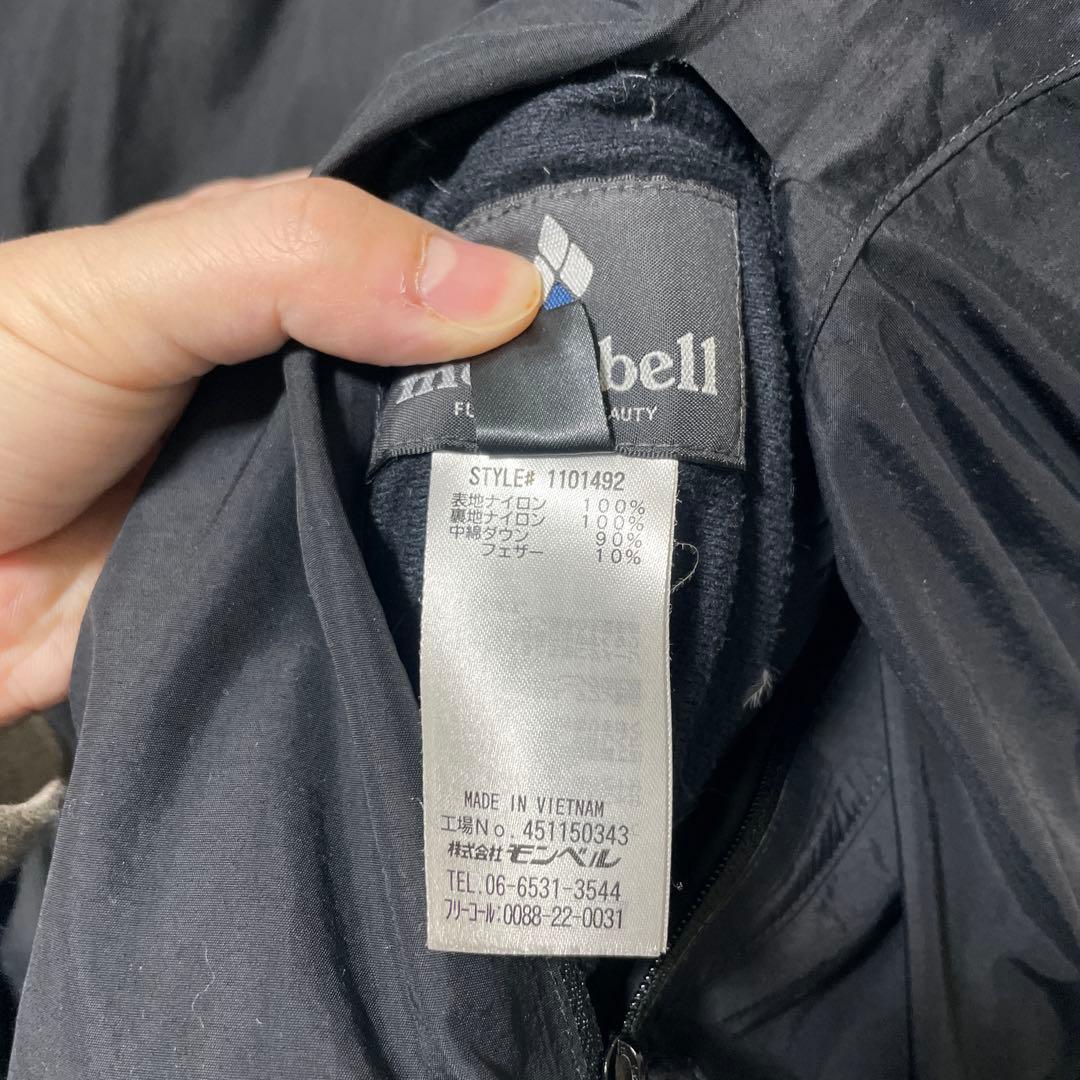 bell
AUTY
STYLE# 1101492
表地ナイロン 100%
裏地ナイロン 100%
中綿ダウン 90%
フェザー 10%
MADE IN VIETNAM
工場No. 451150343
株式会社 モンベル
TEL. 06-6531-3544
フリーコール:0088-22-0031